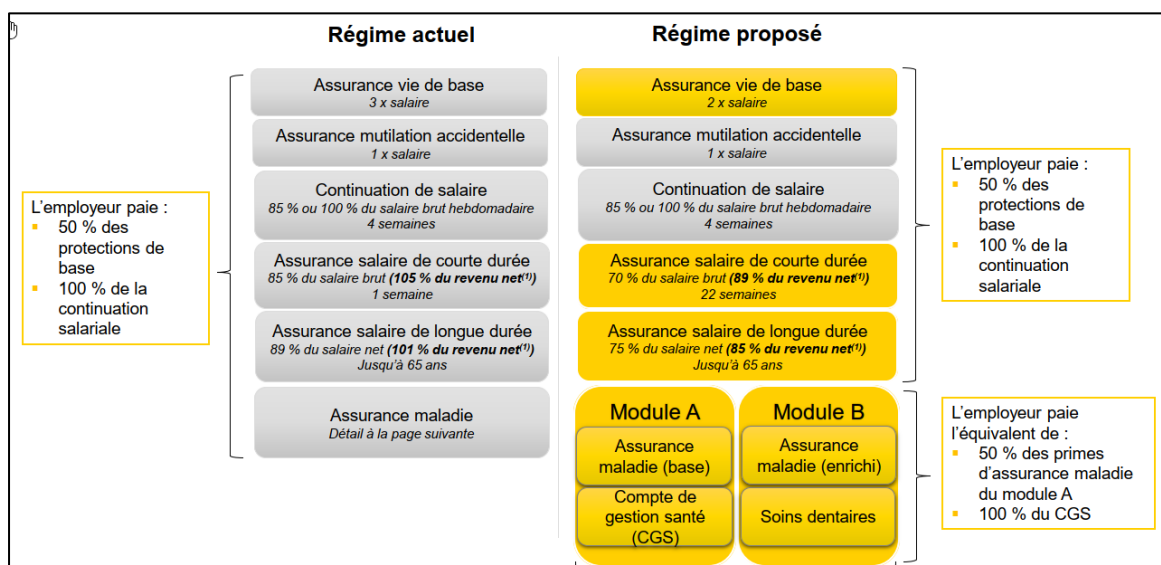 Régime actuel
Régime proposé
Assurance vie de base
3 x salaire
Assurance mutilation accidentelle
1 x salaire
Continuation de salaire
85 % ou 100 % du salaire brut hebdomadaire
4 semaines
Assurance salaire de courte durée
85 % du salaire brut (105 % du revenu net(1))
1 semaine
Assurance salaire de longue durée
89 % du salaire net (101 % du revenu net(1))
Jusqu'à 65 ans
Assurance maladie
Détail à la page suivante
L'employeur paie :
▪ 50 % des
protections de
base
▪ 100 % de la
continuation
salariale
Assurance vie de base
2 x salaire
Assurance mutilation accidentelle
1 x salaire
Continuation de salaire
85 % ou 100 % du salaire brut hebdomadaire
4 semaines
Assurance salaire de courte durée
70 % du salaire brut (89 % du revenu net(1))
22 semaines
Assurance salaire de longue durée
75 % du salaire net (85 % du revenu net(1))
Jusqu'à 65 ans
L'employeur paie :
▪ 50 % des
protections de
base
▪ 100 % de la
continuation
salariale
Module A
Assurance
maladie (base)
Compte de
gestion santé
(CGS)
Module B
Assurance
maladie (enrichi)
Soins dentaires
L'employeur paie
l'équivalent de :
▪ 50 % des primes
d'assurance maladie
du module A
▪ 100 % du CGS